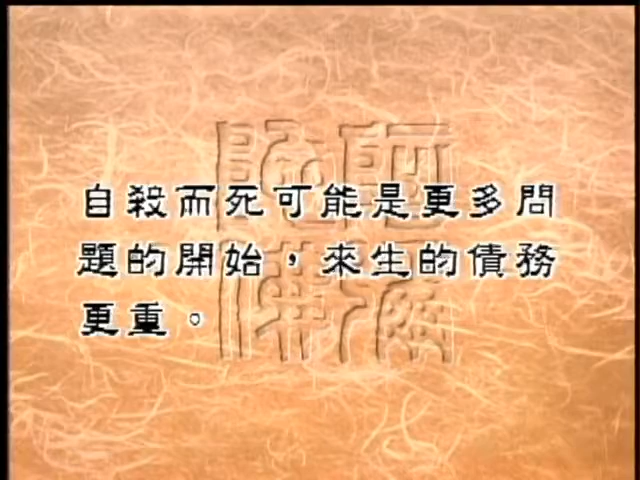 自殺而死可能是更多問
題的開始，來生的債務
更重。